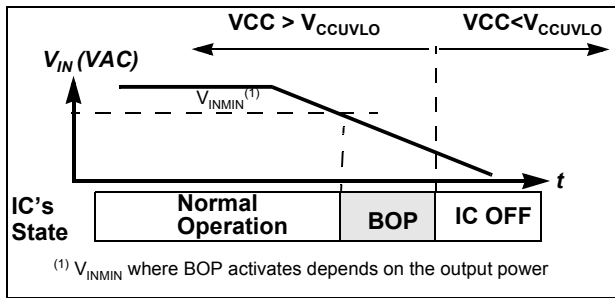 VCC > VCCUVLO
VCC<VCCUVLO
VIN (VAC)
VINMIN(1)
t
IC's State
Normal Operation
BOP
IC OFF
(1) VINMIN where BOP activates depends on the output power